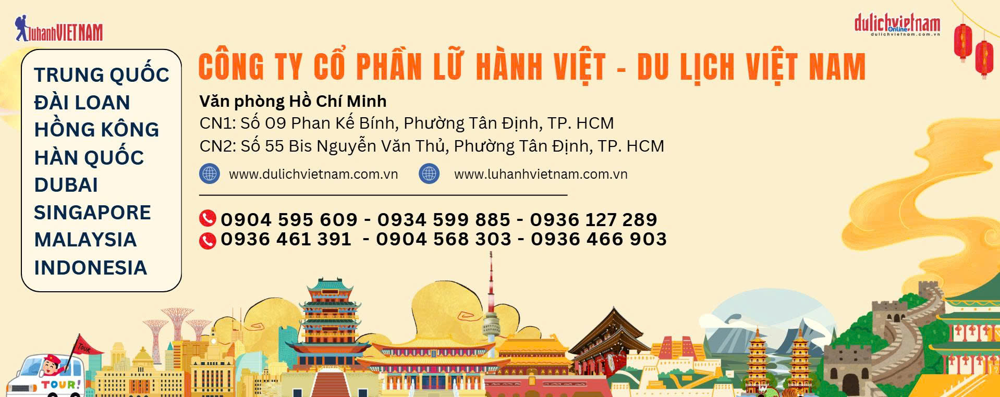 luhanhVIETNAM
dulichvietnam
Online
dulichvietnam.com.vn
TRUNG QUỐC
ĐÀI LOAN
HỒNG KÔNG
HÀN QUỐC
DUBAI
SINGAPORE
MALAYSIA
INDONESIA
CÔNG TY CỔ PHẦN LỮ HÀNH VIỆT - DU LỊCH VIỆT NAM
Văn phòng Hồ Chí Minh
CN1: Số 09 Phan Kế Bính, Phường Tân Định, TP. HCM
CN2: Số 55 Bis Nguyễn Văn Thủ, Phường Tân Định, TP. HCM
www.dulichvietnam.com.vn www.luhanhvietnam.com.vn
0904 595 609 - 0934 599 885 - 0936 127 289
0936 461 391 - 0904 568 303 - 0936 466 903
TOUR
TOUR!